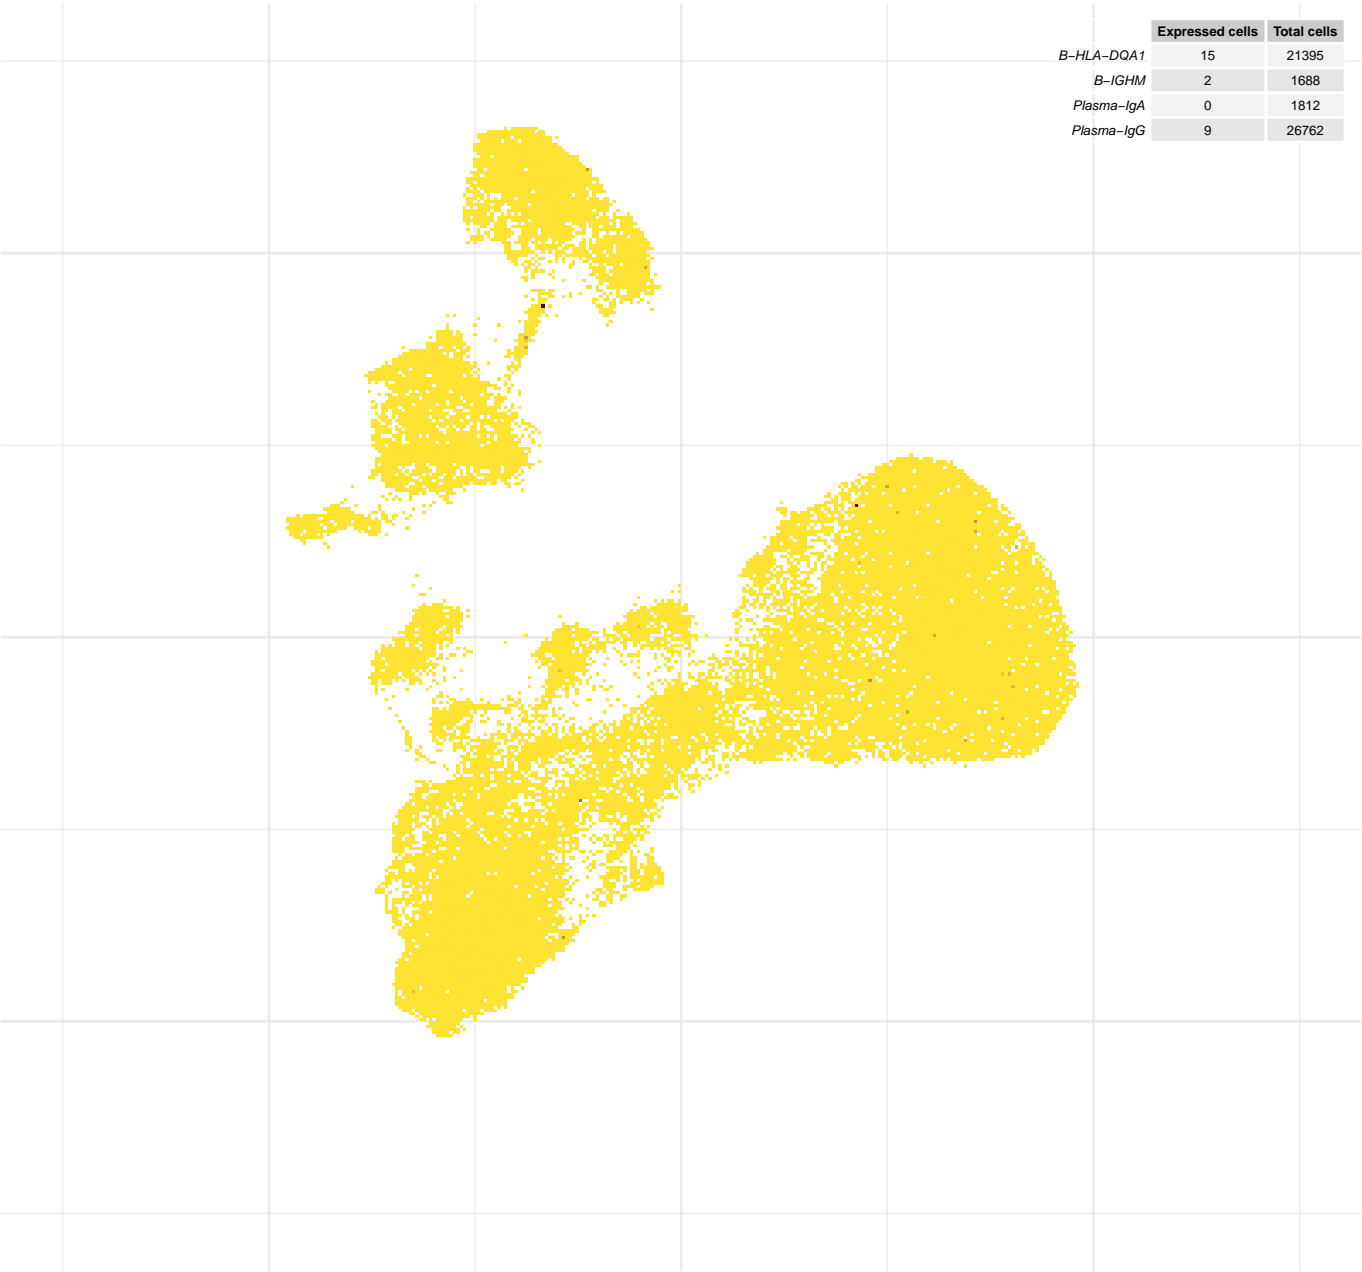 Expressed cells Total cells
B−HLA−DQA1 15 21395
B−IGHM 2 1688
Plasma−IgA 0 1812
Plasma−IgG 9 26762